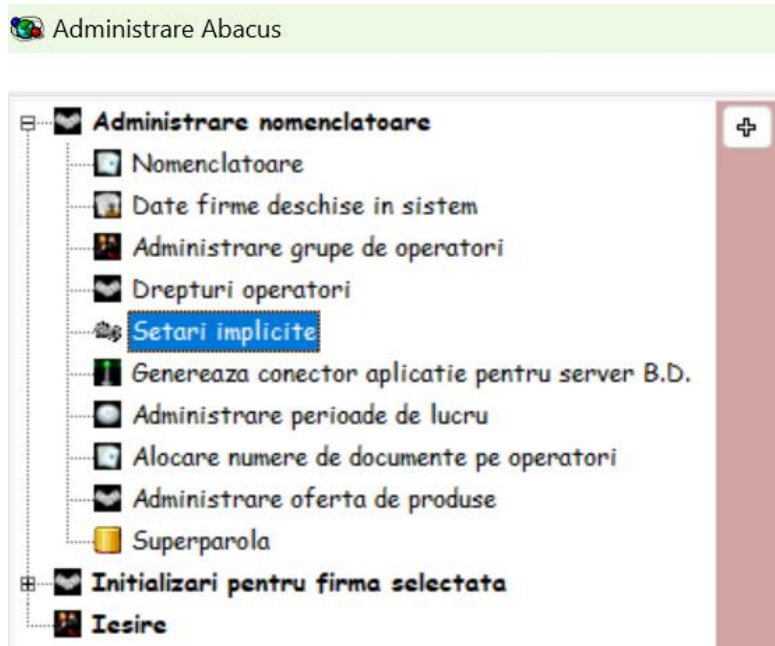 Administrare Abacus
Administrare nomenclatoare
Nomenclatoare
Date firme deschise in sistem
Administrare grupe de operatori
Drepturi operatori
Setari implicite
Genereaza conector aplicatie pentru server B.D.
Administrare perioade de lucru
Alocare numere de documente pe operatori
Administrare oferta de produse
Superparola
Initializari pentru firma selectata
Iesire